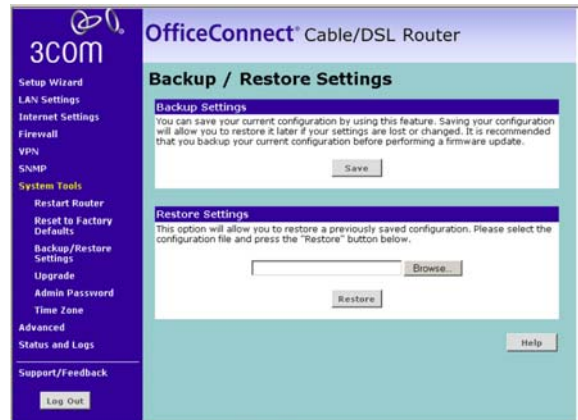 3COM
OfficeConnect® Cable/DSL Router
Setup Wizard
LAN Settings
Internet Settings
Firewall
VPN
SNMP
System Tools
Restart Router
Reset to Factory
Defaults
Backup/Restore
Settings
Upgrade
Admin Password
Time Zone
Advanced
Status and Logs
Support/Feedback
Log Out
Backup / Restore Settings
Backup Settings
You can save your current configuration by using this feature. Saving your configuration
will allow you to restore it later if your settings are lost or changed. It is recommended
that you backup your current configuration before performing a firmware update.
Save
Restore Settings
This option will allow you to restore a previously saved configuration. Please select the
configuration file and press the "Restore" button below.
Browse...
Restore
Help